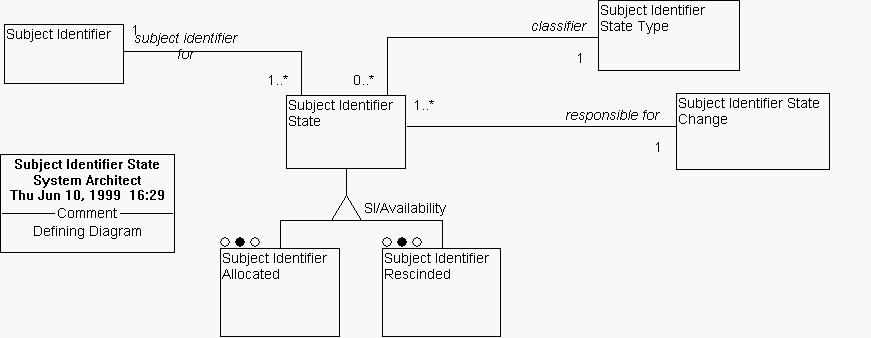 Subject Identifier
1
subject identifier
for
1..*
classifier
Subject Identifier
State Type
1
0..*
Subject Identifier
State
1..*
responsible for
Subject Identifier State
Change
1
Subject Identifier State
System Architect
Thu Jun 10, 1999  16:29
Comment
Defining Diagram
SI/Availability
Subject Identifier
Allocated
Subject Identifier
Rescinded